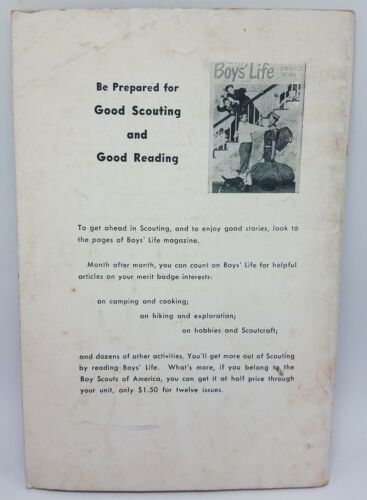 Be Prepared for
Good Scouting
and
Good Reading
Boys' Life
To get ahead in Scouting, and to enjoy good stories, look to
the pages of Boys' Life magazine.
Month after month, you can count on Boys' Life for helpful
articles on your merit badge interests:
on camping and cooking;
on hiking and exploration;
on hobbies and Scoutcraft;
and dozens of other activities. You'll get more out of Scouting
by reading Boys' Life. What's more, if you belong to the
Boy Scouts of America, you can get it at half price through
your unit, only $1.50 for twelve issues.